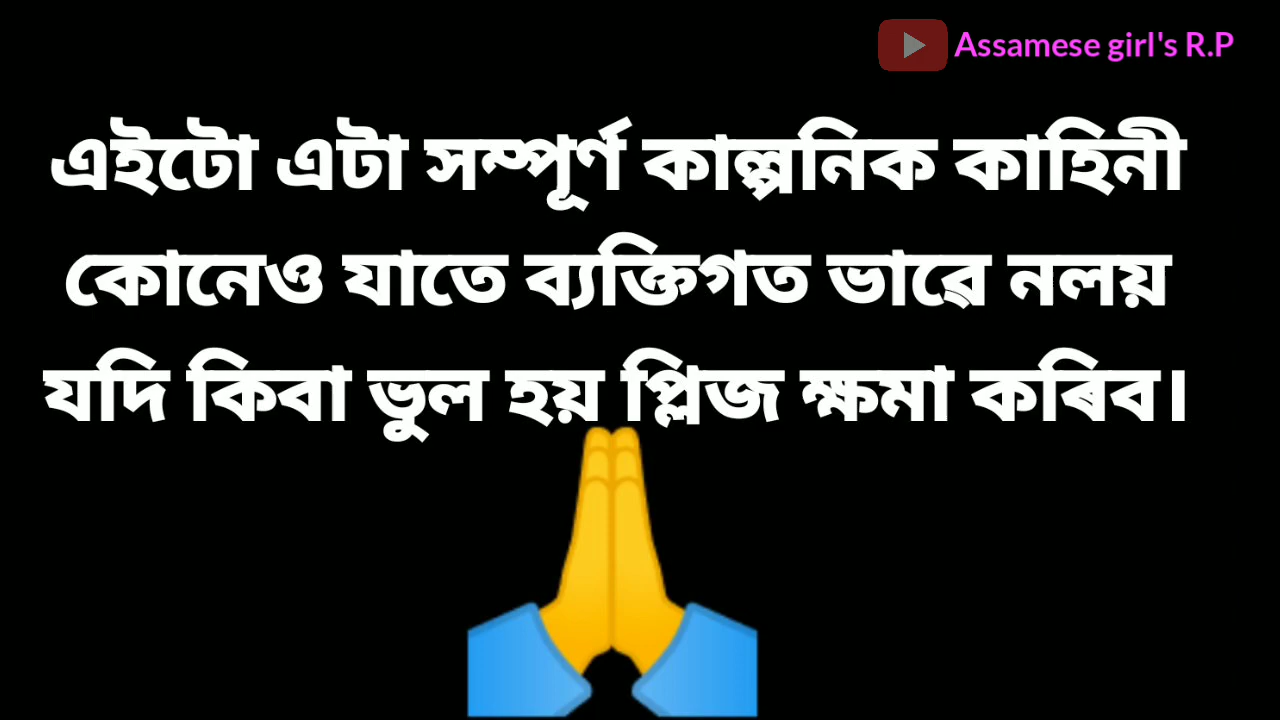 Assamese girl's R.P
এইটো এটা সম্পূৰ্ণ কাল্পনিক কাহিনী
কোনেও যাতে ব্যক্তিগত ভাৱে নলয়
যদি কিবা ভুল হয় প্লিজ ক্ষমা কৰিব।